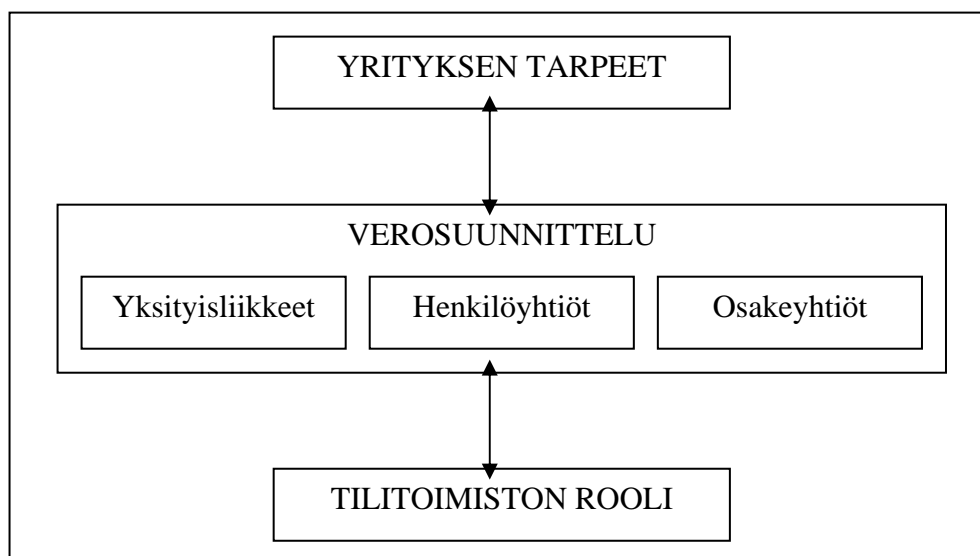 YRITYKSEN TARPEET
VEROSUUNNITTELU
Yksityisliikkeet
Henkilöyhtiöt
Osakeyhtiöt
TILITOIMISTON ROOLI